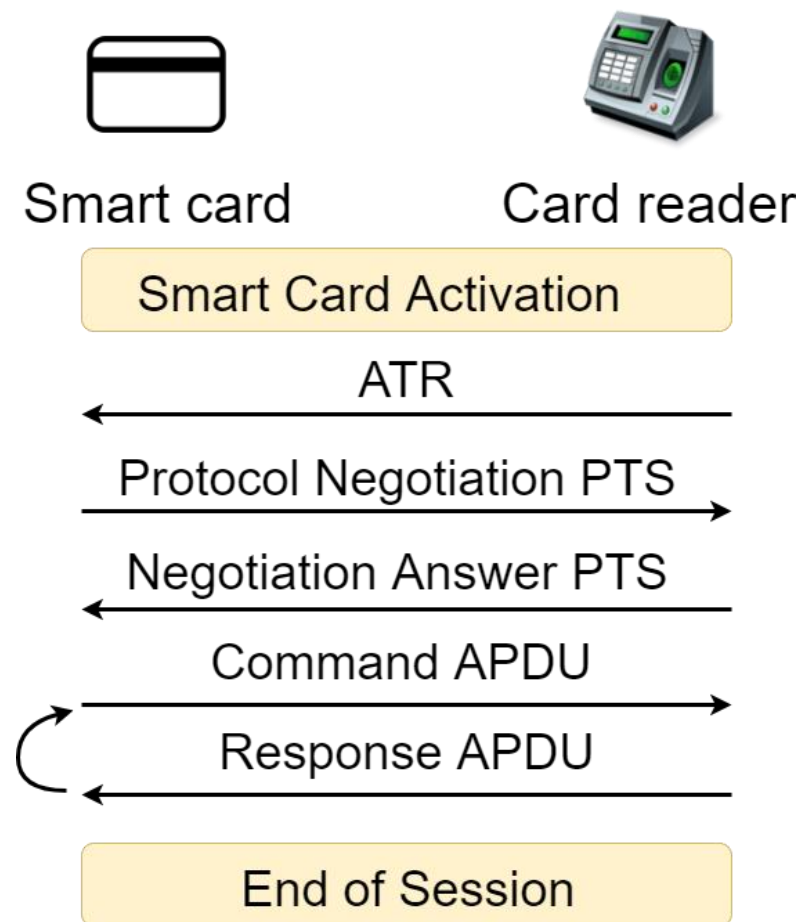 Smart card
Card reader
Smart Card Activation
ATR
Protocol Negotiation PTS
Negotiation Answer PTS
Command APDU
Response APDU
End of Session